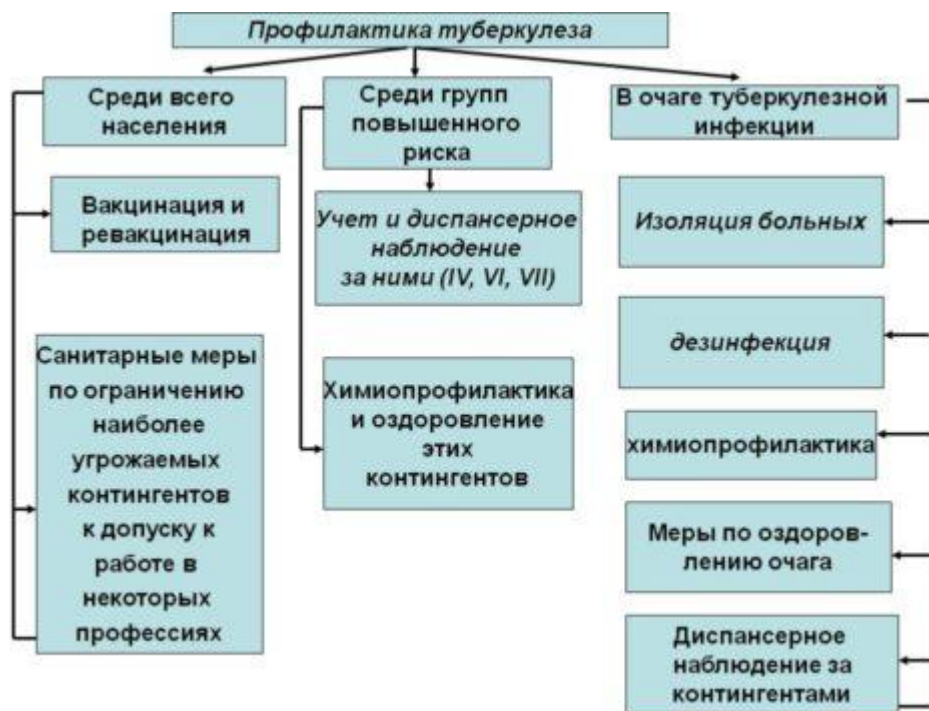 Профилактика туберкулеза
Среди всего
населения
Вакцинация и
ревакцинация
Санитарные меры
по ограничению
наиболее
угрожаемых
контингентов
к допуску к
работе в
некоторых
профессиях
Среди групп
повышенного
риска
Учет и диспансерное
наблюдение
за ними (IV, VI, VII)
Химиопрофилактика
и оздоровление
этих
контингентов
В очаге туберкулезной
инфекции
Изоляция больных
дезинфекция
химиопрофилактика
Меры по оздоров-
лению очага
Диспансерное
наблюдение за
контингентами